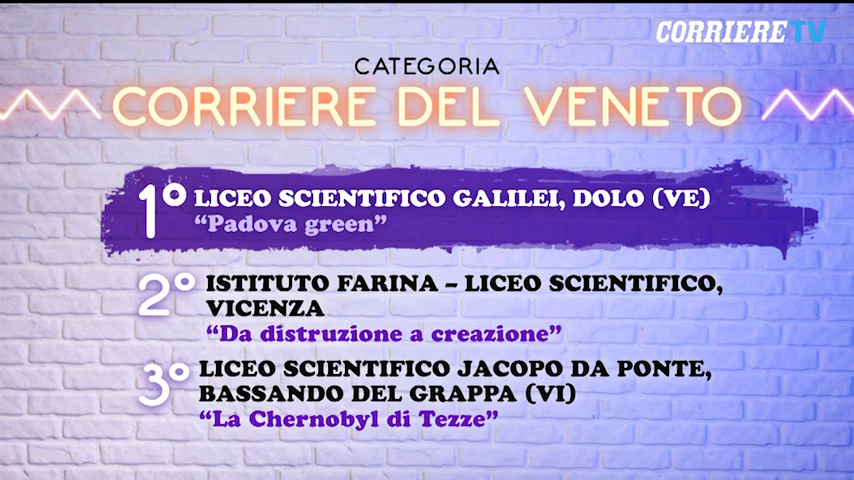 CORRIERE TV
CATEGORIA
CORRIERE DEL VENETO
1° LICEO SCIENTIFICO GALILEI, DOLO (VE)
“Padova green”
2° ISTITUTO FARINA – LICEO SCIENTIFICO,
VICENZA
“Da distruzione a creazione”
3° LICEO SCIENTIFICO JACOPO DA PONTE,
BASSANDO DEL GRAPPA (VI)
“La Chernobyl di Tezze”